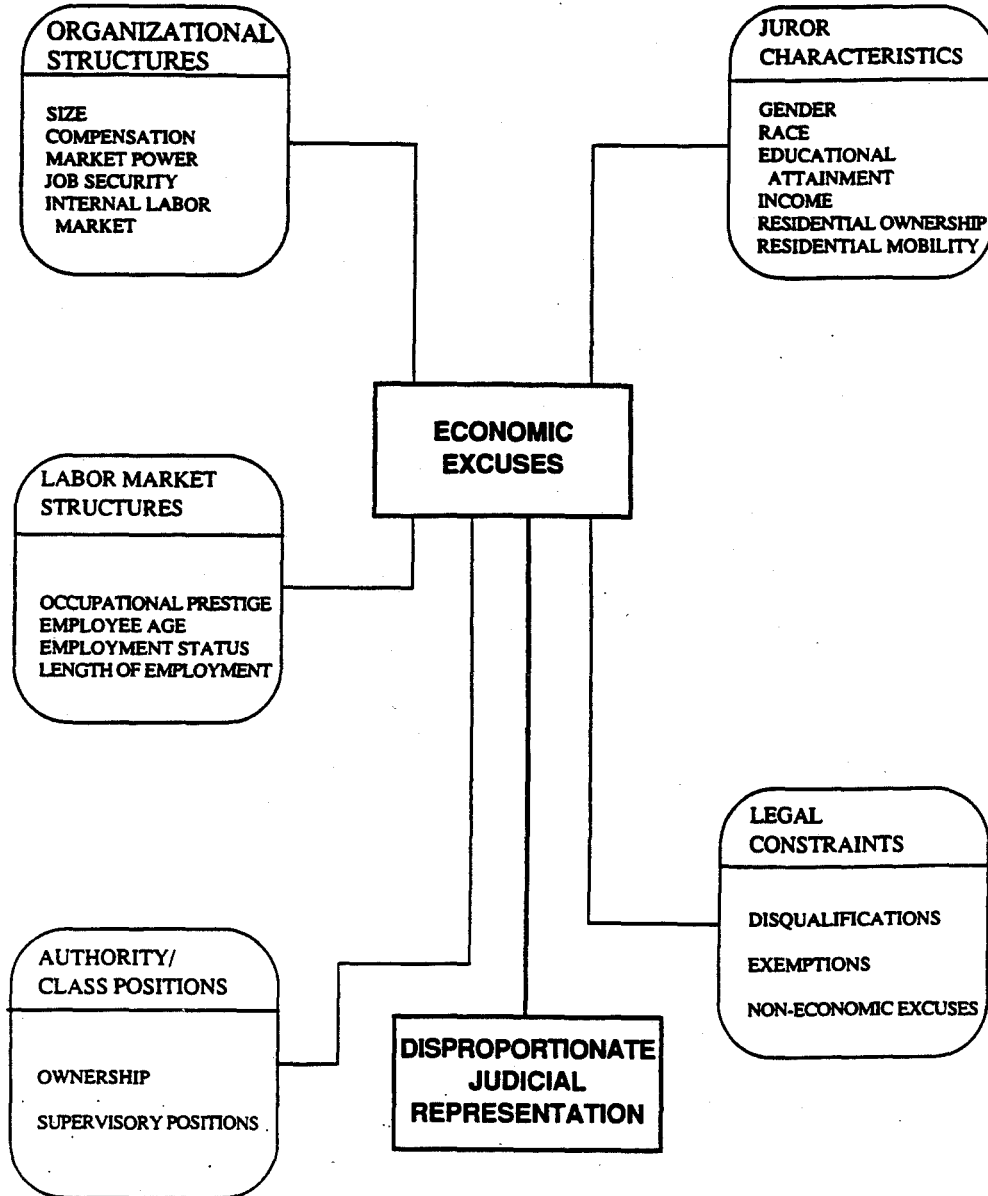 ORGANIZATIONAL
STRUCTURES
SIZE
COMPENSATION
MARKET POWER
JOB SECURITY
INTERNAL LABOR
MARKET
JUROR
CHARACTERISTICS
GENDER
RACE
EDUCATIONAL
ATTAINMENT
INCOME
RESIDENTIAL OWNERSHIP
RESIDENTIAL MOBILITY
ECONOMIC
EXCUSES
LABOR MARKET
STRUCTURES
OCCUPATIONAL PRESTIGE
EMPLOYEE AGE
EMPLOYMENT STATUS
LENGTH OF EMPLOYMENT
LEGAL
CONSTRAINTS
DISQUALIFICATIONS
EXEMPTIONS
NON-ECONOMIC EXCUSES
AUTHORITY/
CLASS POSITIONS
OWNERSHIP
SUPERVISORY POSITIONS
DISPROPORTIONATE
JUDICIAL
REPRESENTATION